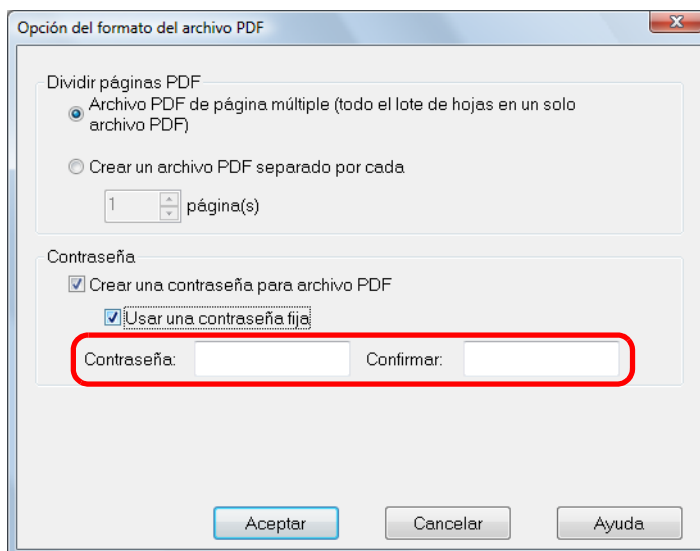 Opción del formato del archivo PDF
Dividir páginas PDF
Archivo PDF de página múltiple (todo el lote de hojas en un solo
archivo PDF)
Crear un archivo PDF separado por cada
1 página(s)
Contraseña
Crear una contraseña para archivo PDF
Usar una contraseña fija
Contraseña: Confirmar:
Aceptar Cancelar Ayuda